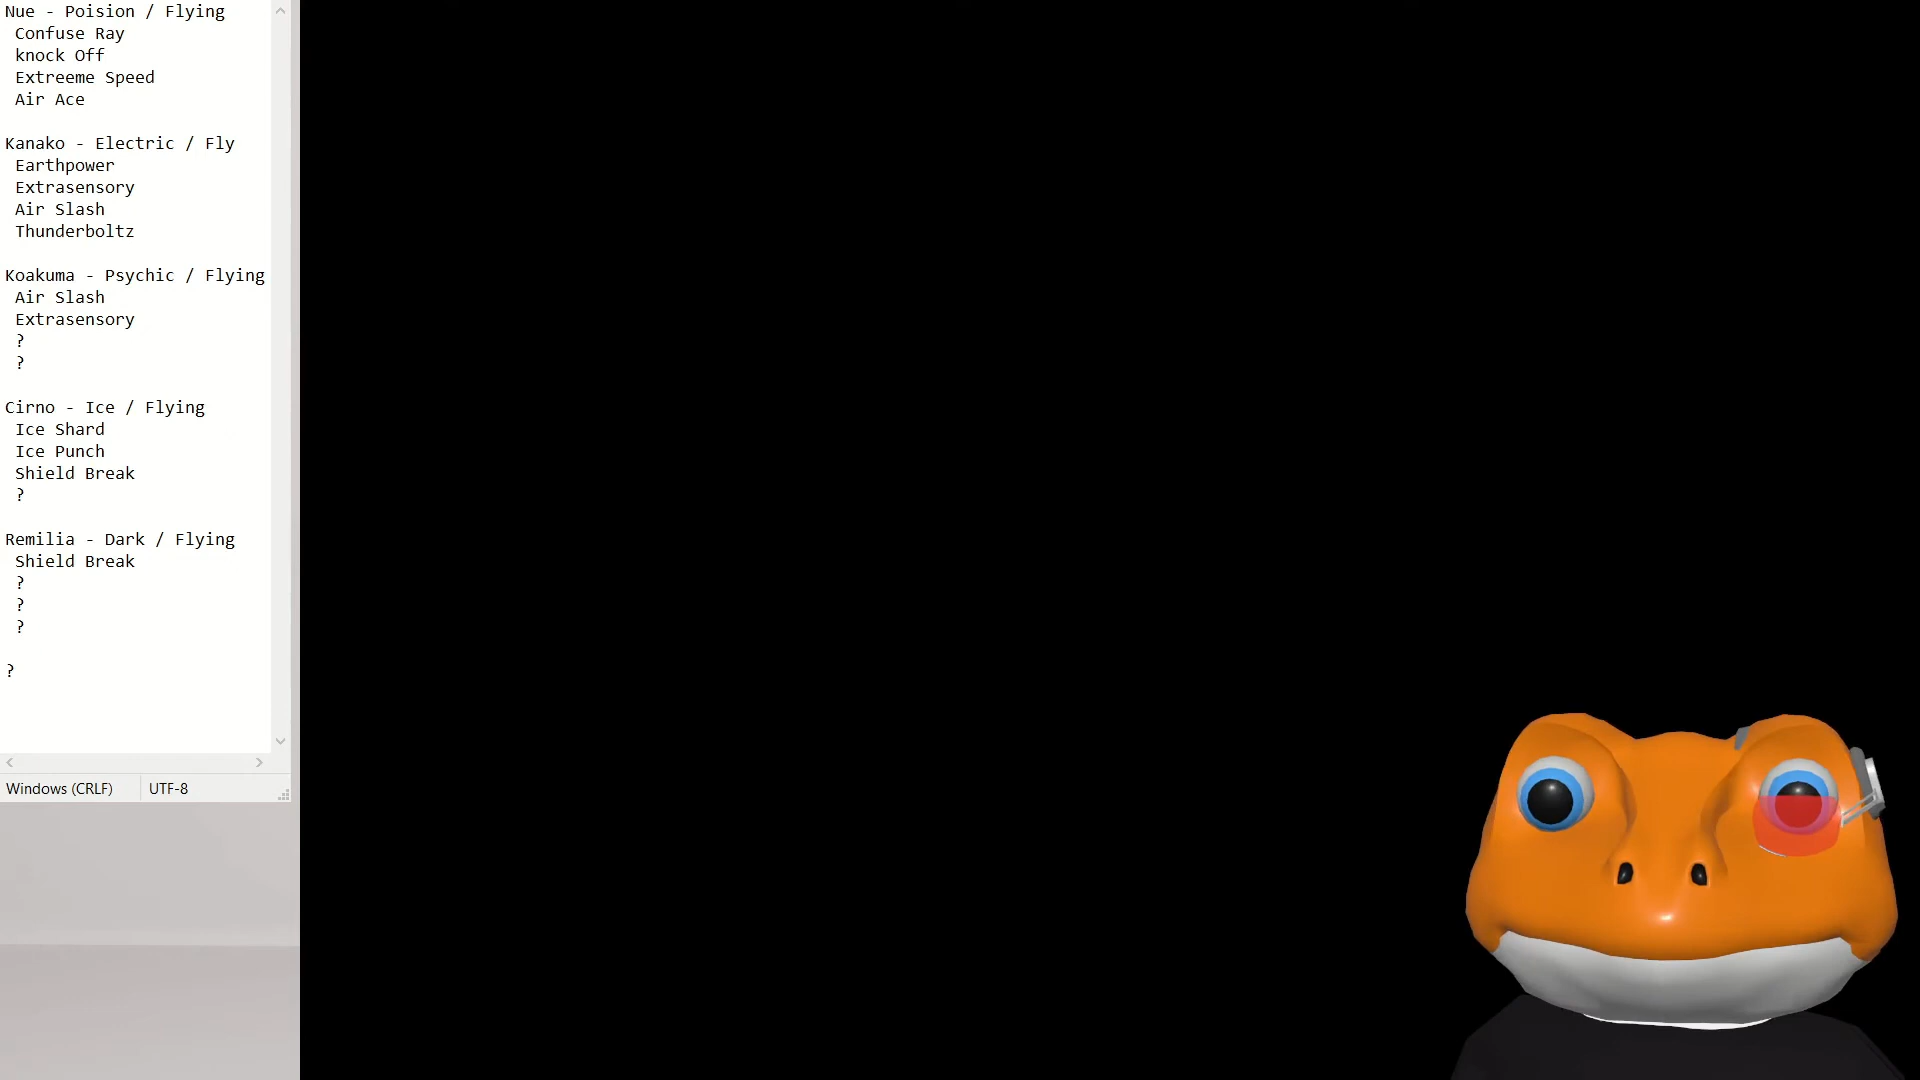 Nue - Poision / Flying
Confuse Ray
knock Off
Extreeme Speed
Air Ace
Kanako - Electric / Fly
Earthpower
Extrasensory
Air Slash
Thunderboltz
Koakuma - Psychic / Flying
Air Slash
Extrasensory
?
?
Cirno - Ice / Flying
Ice Shard
Ice Punch
Shield Break
?
Remilia - Dark / Flying
Shield Break
?
?
?
?
Windows (CRLF)
UTF-8